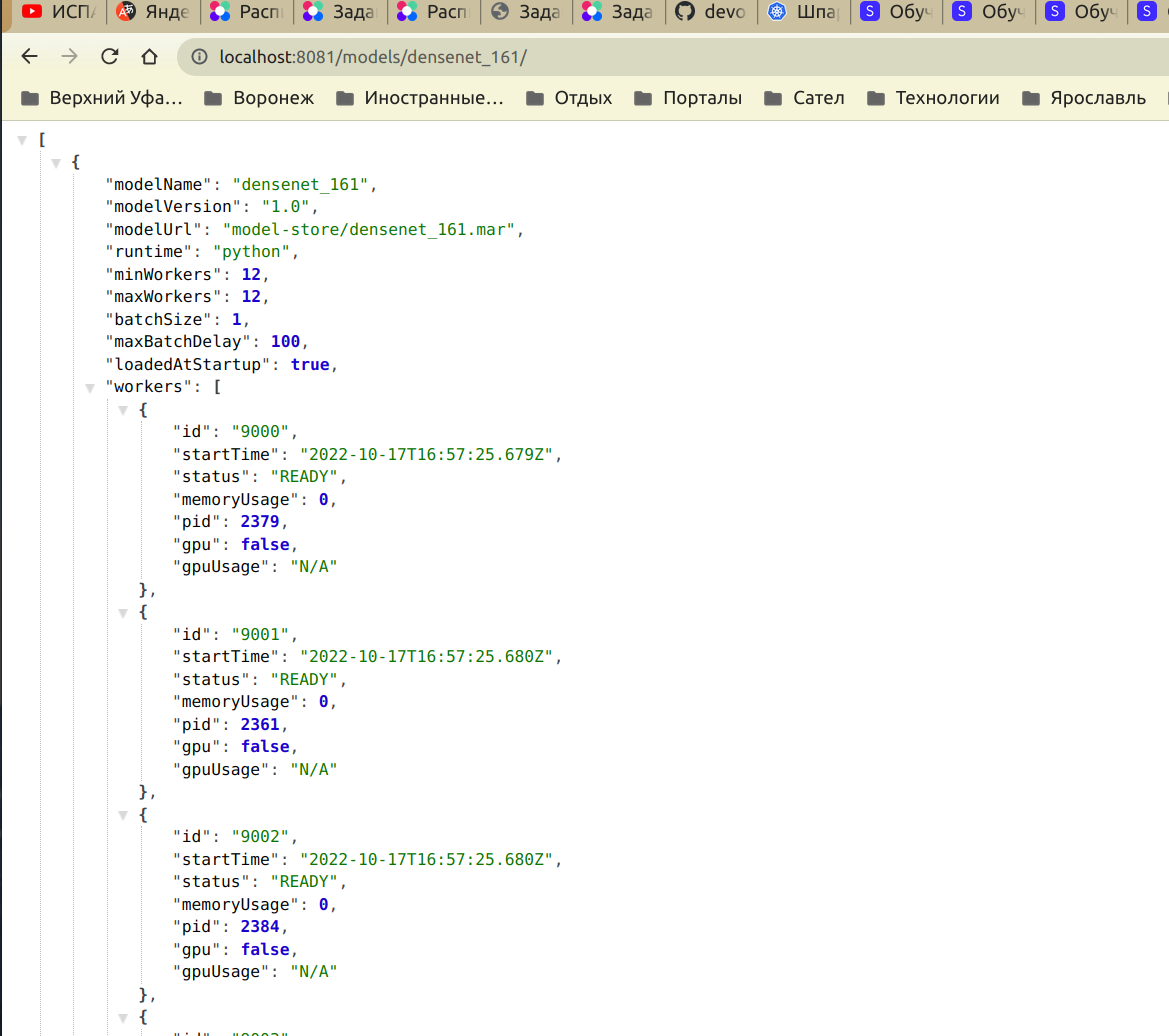 ИСП Янде Расп Зада Расп Зада Зада devo Шпар Обуч Обуч Обуч
localhost:8081/models/densenet_161/
Верхний Уфа... Воронеж Иностранные... Отдых Порталы Сател Технологии Ярославль
[
{
"modelName": "densenet_161",
"modelVersion": "1.0",
"modelUrl": "model-store/densenet_161.mar",
"runtime": "python",
"minWorkers": 12,
"maxWorkers": 12,
"batchSize": 1,
"maxBatchDelay": 100,
"loadedAtStartup": true,
"workers": [
{
"id": "9000",
"startTime": "2022-10-17T16:57:25.679Z",
"status": "READY",
"memoryUsage": 0,
"pid": 2379,
"gpu": false,
"gpuUsage": "N/A"
},
{
"id": "9001",
"startTime": "2022-10-17T16:57:25.680Z",
"status": "READY",
"memoryUsage": 0,
"pid": 2361,
"gpu": false,
"gpuUsage": "N/A"
},
{
"id": "9002",
"startTime": "2022-10-17T16:57:25.680Z",
"status": "READY",
"memoryUsage": 0,
"pid": 2384,
"gpu": false,
"gpuUsage": "N/A"
},
{